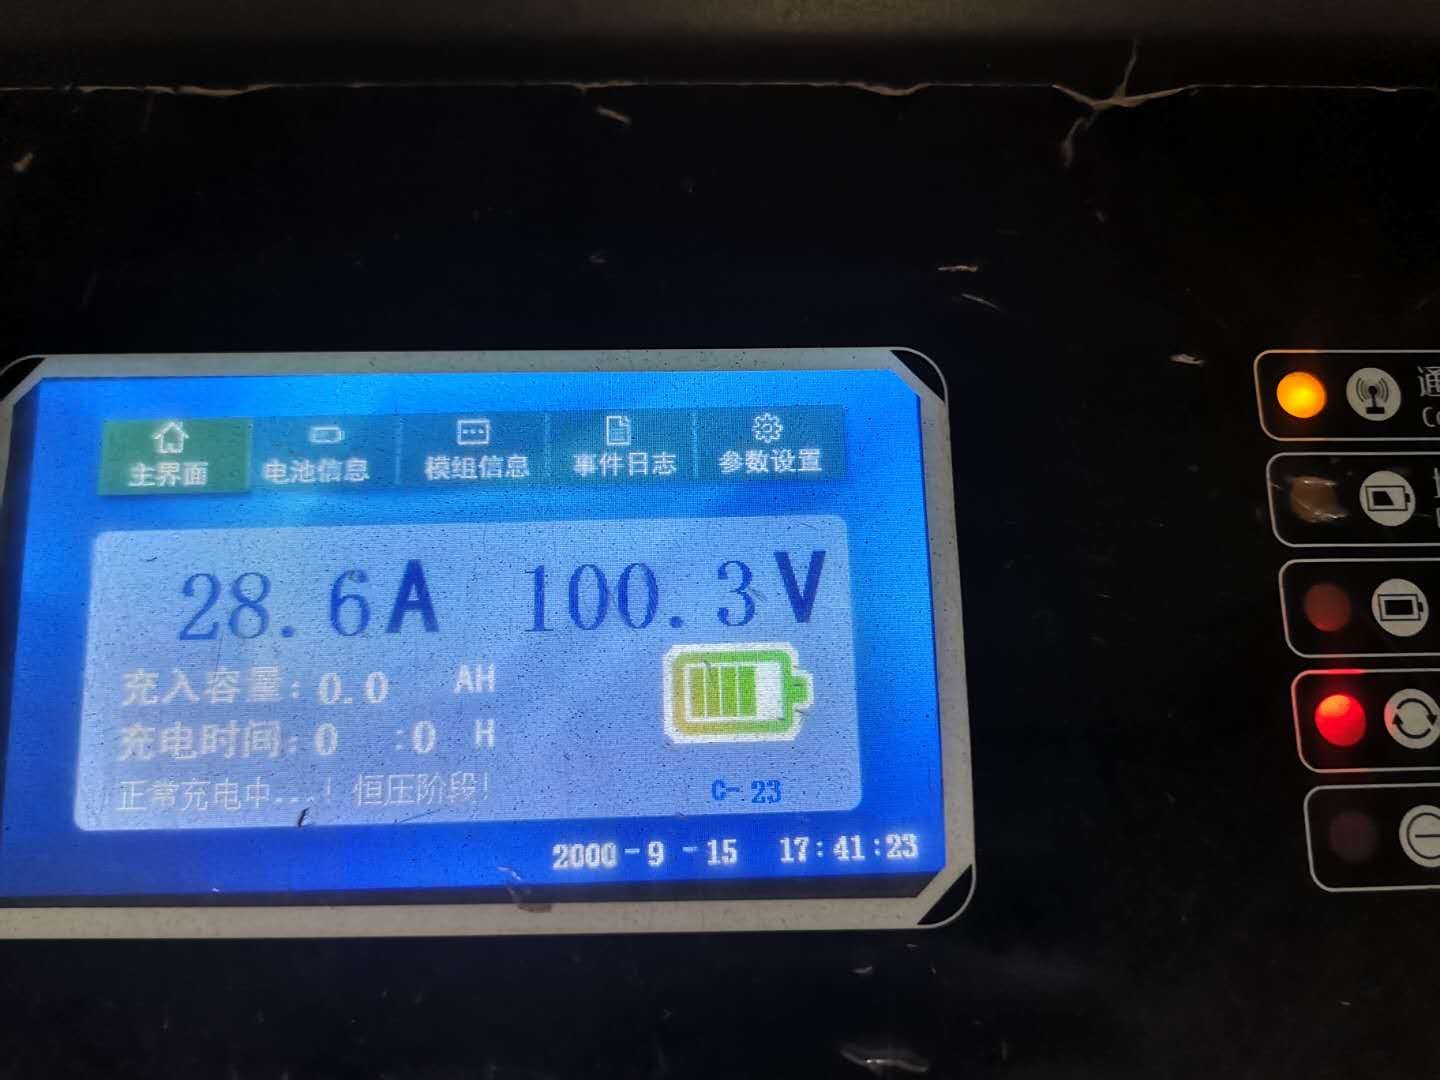 主界面 电池信息 模组信息 事件日志 参数设置
28.6A 100.3V
充入容量:0.0 AH
充电时间:0 :0 H
正常充电中...! 恒压阶段!
C- 23
2000-9-15 17:41:23